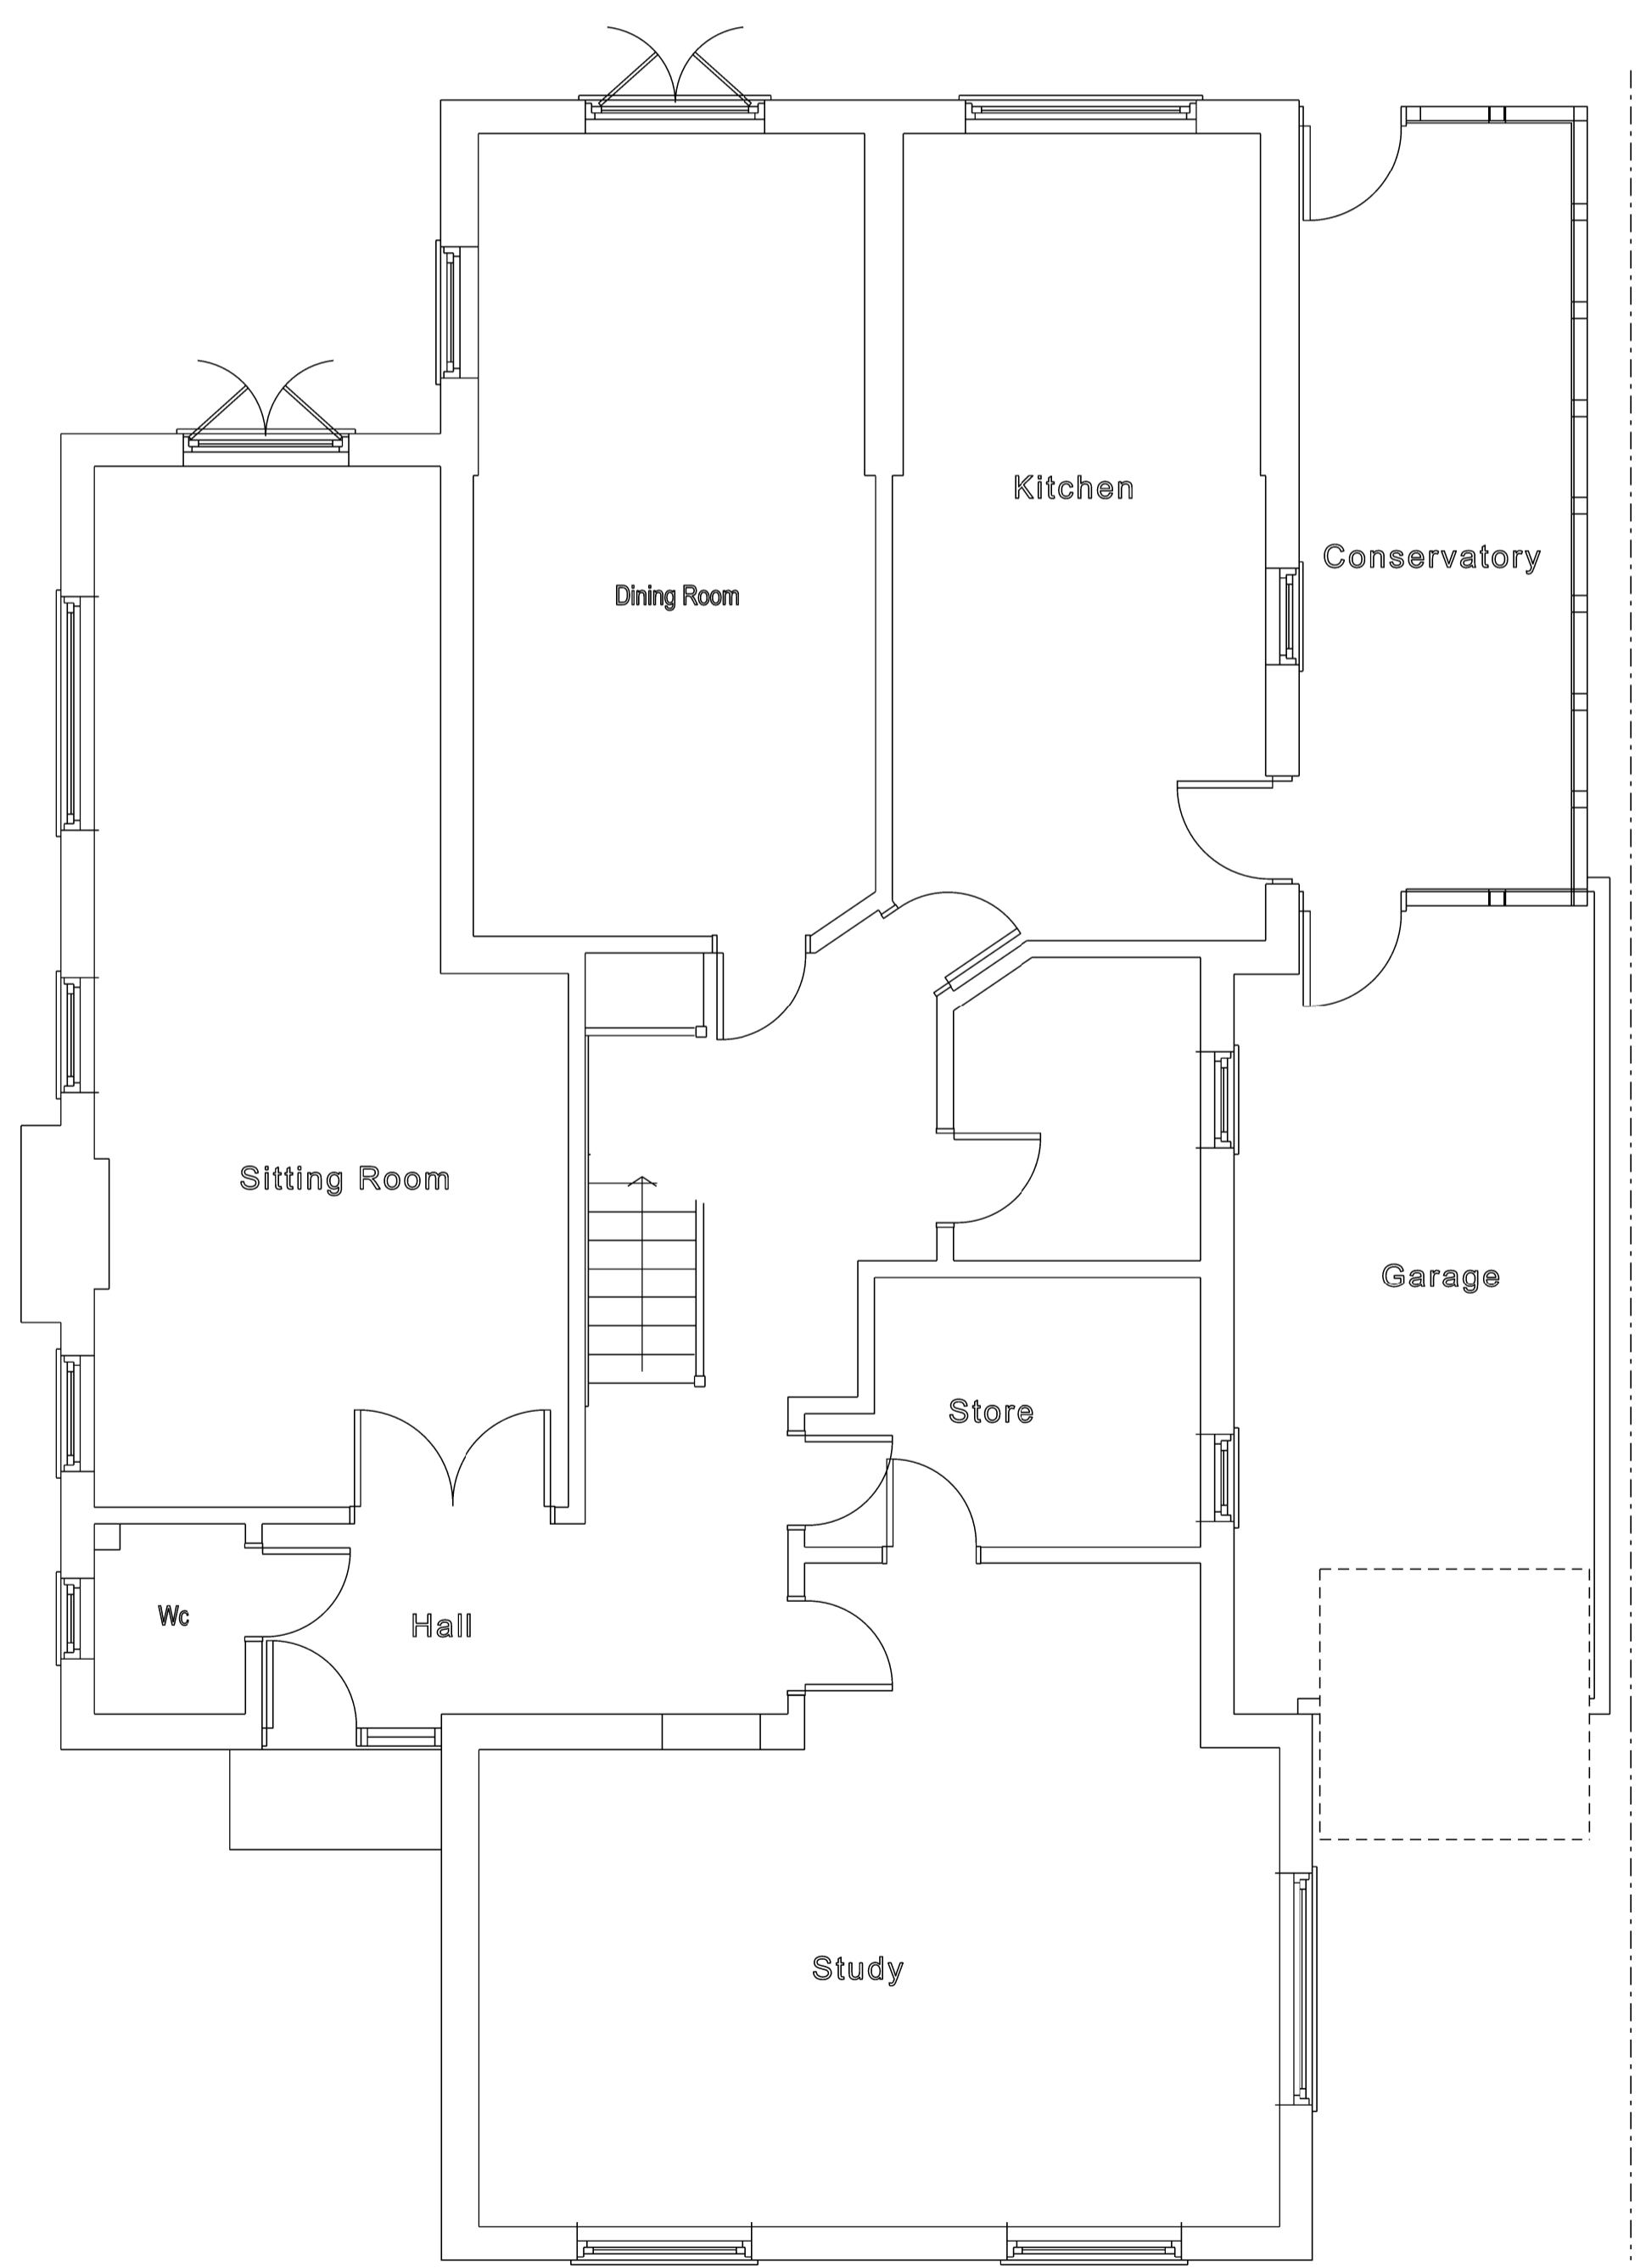 Kitchen
Conservatory
Dining Room
Sitting Room
Garage
Store
Wc
Hall
Study